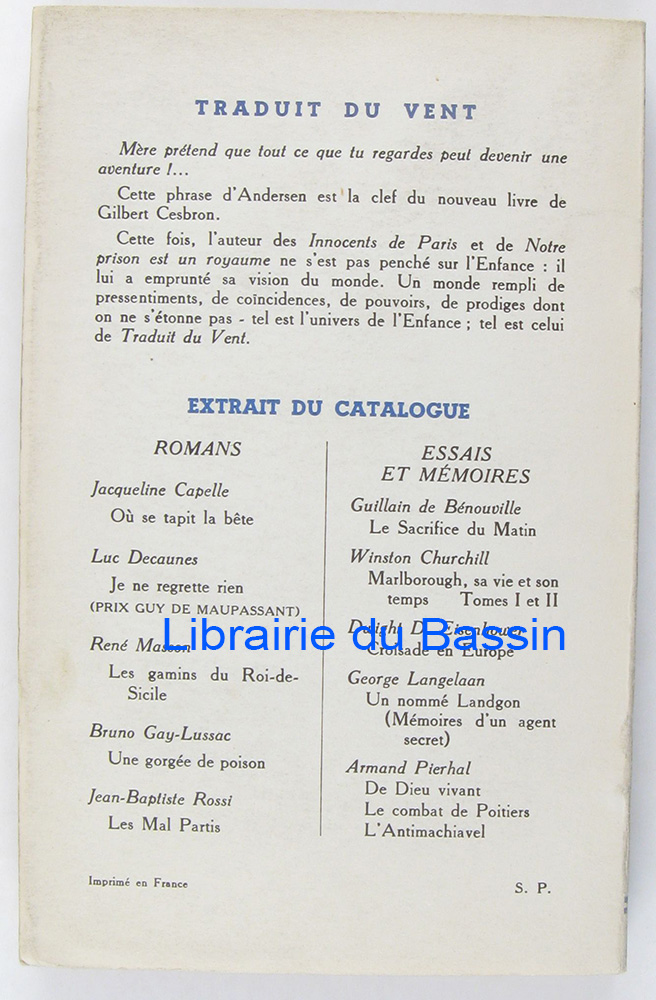 TRADUIT DU VENT
Mère prétend que tout ce que tu regardes peut devenir une
aventure !...
Cette phrase d'Andersen est la clef du nouveau livre de
Gilbert Cesbron.
Cette fois, l'auteur des Innocents de Paris et de Notre
prison est un royaume ne s'est pas penché sur l'Enfance : il
lui a emprunté sa vision du monde. Un monde rempli de
pressentiments, de coïncidences, de pouvoirs, de prodiges dont
on ne s'étonne pas - tel est l'univers de l'Enfance ; tel est celui
de Traduit du Vent.
EXTRAIT DU CATALOGUE
ROMANS
Jacqueline Capelle
Où se tapit la bête
Luc Decaunes
Je ne regrette rien
(PRIX GUY DE MAUPASSANT)
René Masson
Les gamins du Roi-de-
Sicile
Bruno Gay-Lussac
Une gorgée de poison
Jean-Baptiste Rossi
Les Mal Partis
ESSAIS
ET MÉMOIRES
Guillain de Bénouville
Le Sacrifice du Matin
Winston Churchill
Marlborough, sa vie et son
temps Tomes I et II
Dwight D. Eisenhower
Croisade en Europe
George Langelaan
Un nommé Landgon
(Mémoires d'un agent
secret)
Armand Pierhal
De Dieu vivant
Le combat de Poitiers
L'Antimachiavel
Imprimé en France
S. P.
Librairie du Bassin